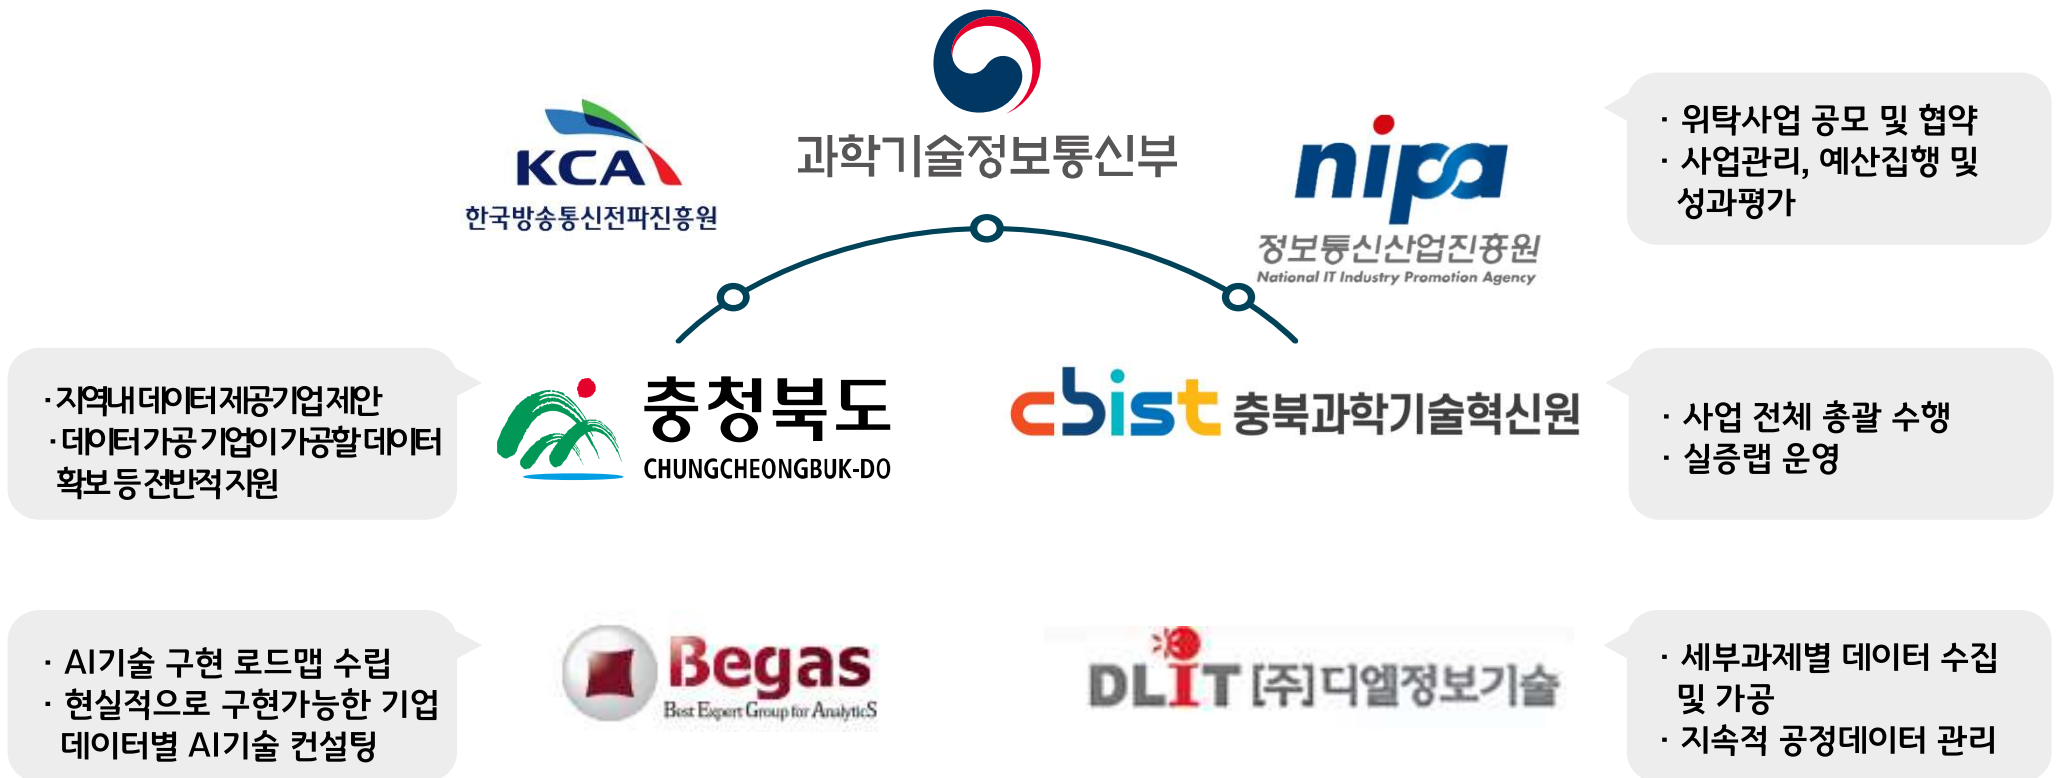 과학기술정보통신부
KCA
한국방송통신전파진흥원
nipa
정보통신산업진흥원
National IT Industry Promotion Agency
· 위탁사업 공모 및 협약
· 사업관리, 예산집행 및
성과평가
· 지역내 데이터 제공기업 제안
· 데이터 가공 기업이 가공할 데이터
확보 등 전반적 지원
충청북도
CHUNGCHEONGBUK-DO
cbist 충북과학기술혁신원
· 사업 전체 총괄 수행
· 실증랩 운영
· AI기술 구현 로드맵 수립
· 현실적으로 구현가능한 기업
데이터별 AI기술 컨설팅
Begas
Best Expert Group for AnalyticS
DLIT [주]디엘정보기술
· 세부과제별 데이터 수집
및 가공
· 지속적 공정데이터 관리